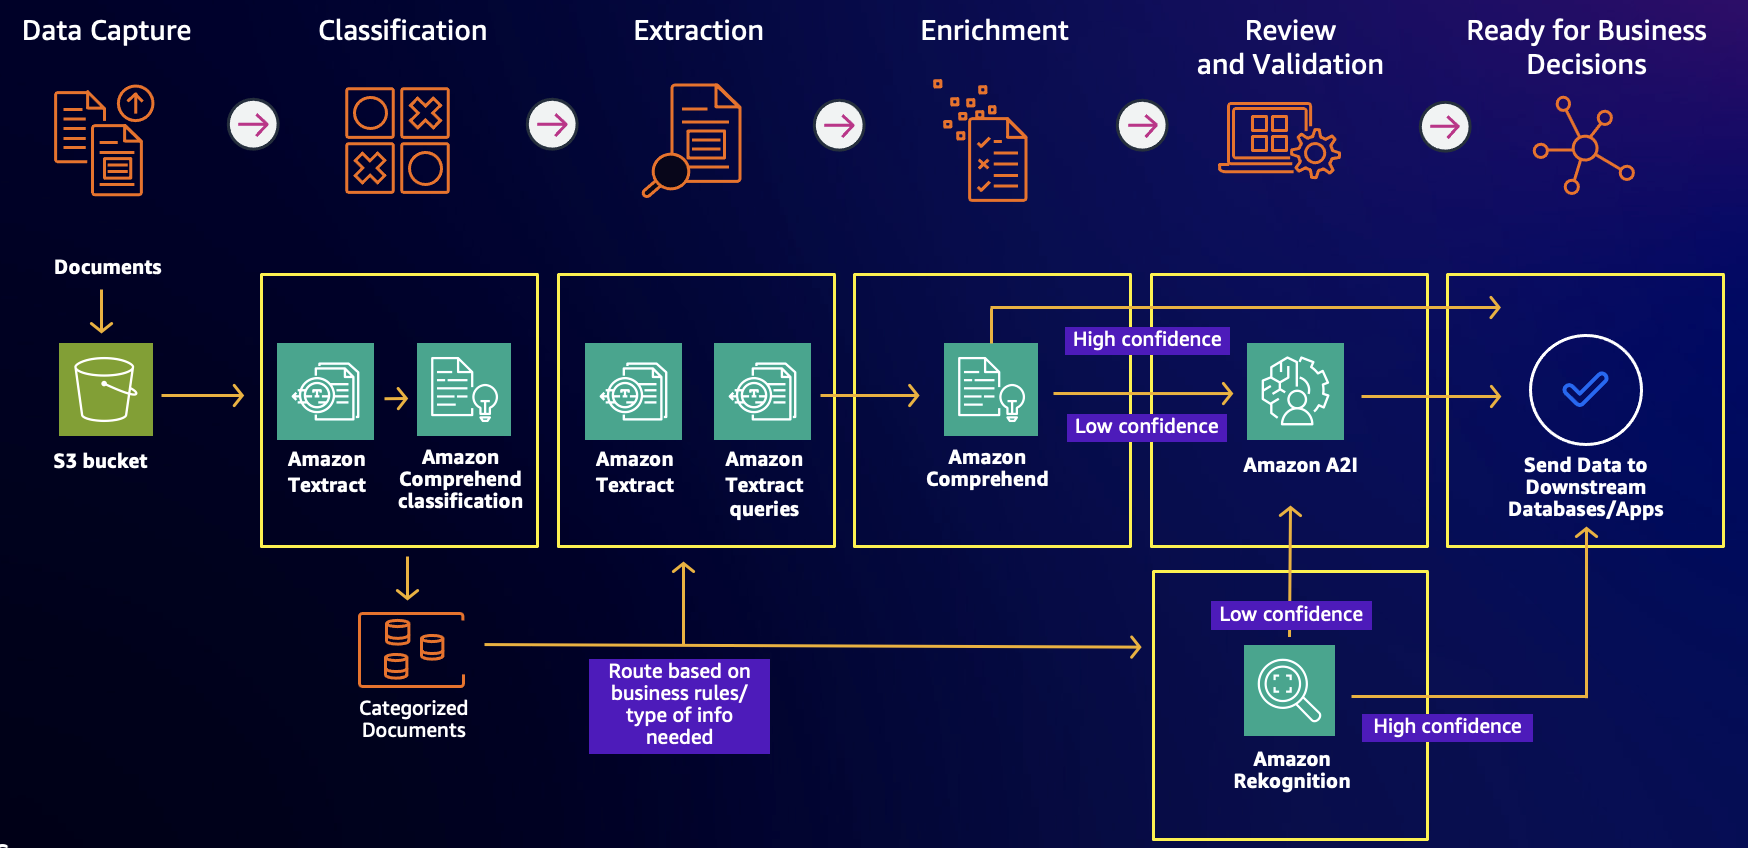 Data Capture
Classification
Extraction
Enrichment
Review
and Validation
Ready for Business
Decisions
Documents
S3 bucket
Amazon
Textract
Amazon
Comprehend
classification
Amazon
Textract
Amazon
Textract
queries
Amazon
Comprehend
High confidence
Low confidence
Amazon A2I
Send Data to
Downstream
Databases/Apps
Categorized
Documents
Route based on
business rules/
type of info
needed
Low confidence
Amazon
Rekognition
High confidence